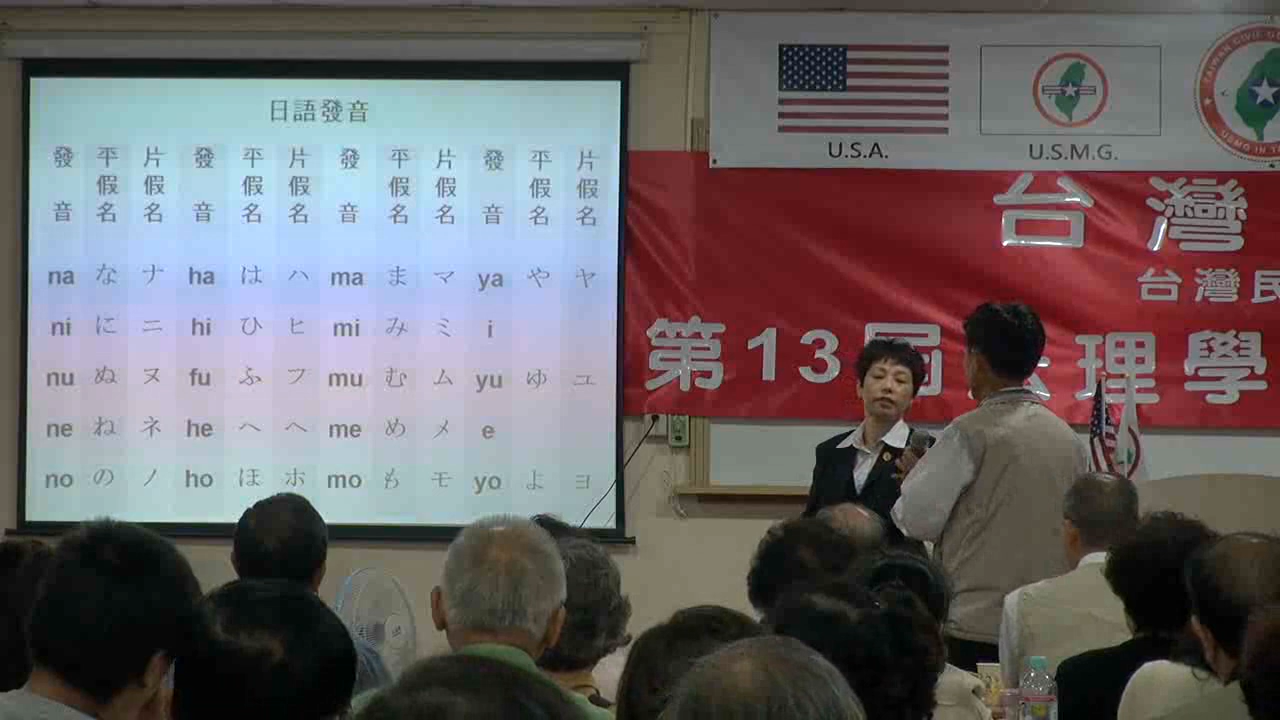 日語發音
發音 平假名 片假名 發音 平假名 片假名 發音 平假名 片假名 發音 平假名 片假名
na な ナ ha は ハ ma ま マ ya や ヤ
ni に ニ hi ひ ヒ mi み ミ i
nu ぬ ヌ fu ふ フ mu む ム yu ゆ ユ
ne ね ネ he へ ヘ me め メ e
no の ノ ho ほ ホ mo も モ yo よ ヨ
U.S.A.
U.S.M.G.
TAIWAN CIVIC
台灣
台灣民
第13屆 理學